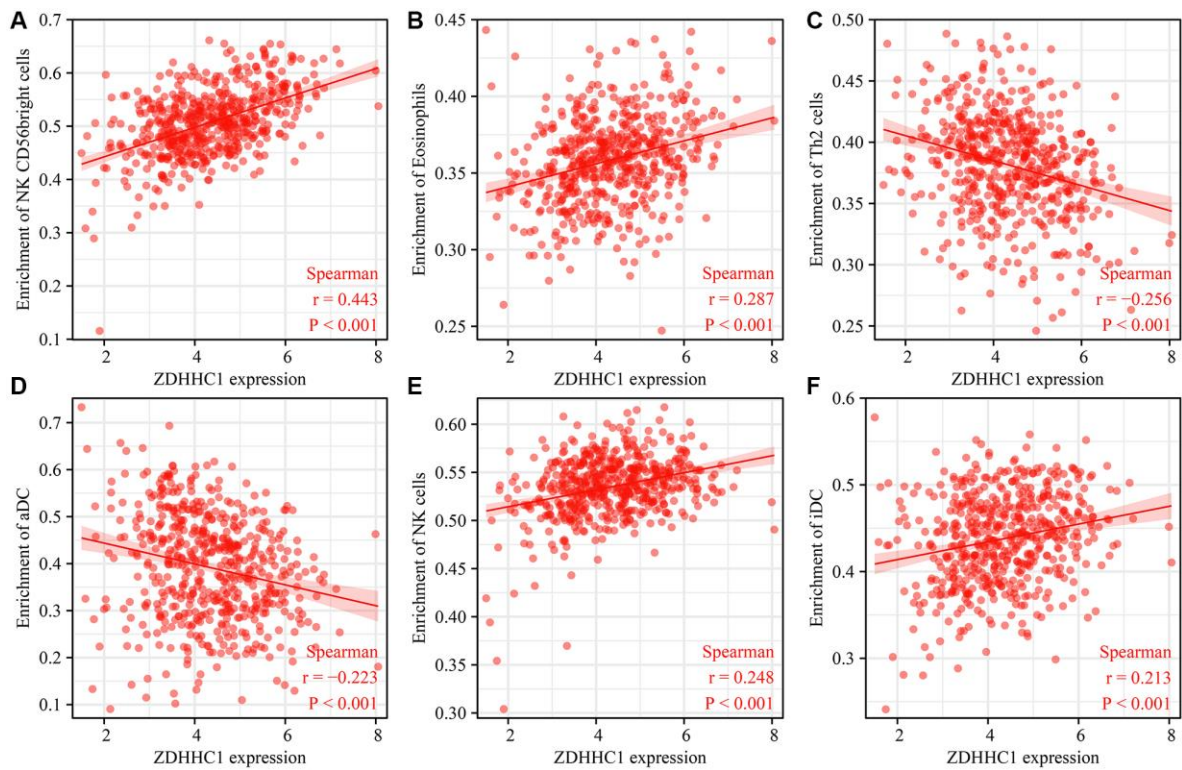 A
Enrichment of NK CD56bright cells
0.7
0.6
0.5
0.4
0.3
0.2
0.1
Spearman
r = 0.443
P < 0.001
2 4 6 8
ZDHHC1 expression
B
Enrichment of Eosinophils
0.45
0.40
0.35
0.30
0.25
Spearman
r = 0.287
P < 0.001
2 4 6 8
ZDHHC1 expression
C
Enrichment of Th2 cells
0.50
0.45
0.40
0.35
0.30
0.25
Spearman
r = −0.256
P < 0.001
2 4 6 8
ZDHHC1 expression
D
Enrichment of aDC
0.7
0.6
0.5
0.4
0.3
0.2
0.1
Spearman
r = −0.223
P < 0.001
2 4 6 8
ZDHHC1 expression
E
Enrichment of NK cells
0.60
0.55
0.50
0.45
0.40
0.35
0.30
Spearman
r = 0.248
P < 0.001
2 4 6 8
ZDHHC1 expression
F
Enrichment of iDC
0.6
0.5
0.4
0.3
Spearman
r = 0.213
P < 0.001
2 4 6 8
ZDHHC1 expression